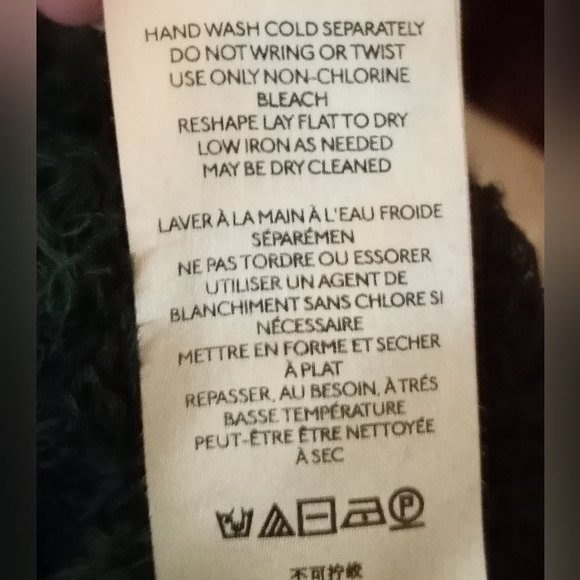 HAND WASH COLD SEPARATELY
DO NOT WRING OR TWIST
USE ONLY NON-CHLORINE
BLEACH
RESHAPE LAY FLAT TO DRY
LOW IRON AS NEEDED
MAY BE DRY CLEANED
LAVER À LA MAIN À L'EAU FROIDE
SÉPARÉMEN
NE PAS TORDRE OU ESSORER
UTILISER UN AGENT DE
BLANCHIMENT SANS CHLORE SI
NÉCESSAIRE
METTRE EN FORME ET SECHER
À PLAT
REPASSER, AU BESOIN, À TRÉS
BASSE TEMPÉRATURE
PEUT-ÊTRE ÊTRE NETTOYÉE
À SEC
P
不可拧绞